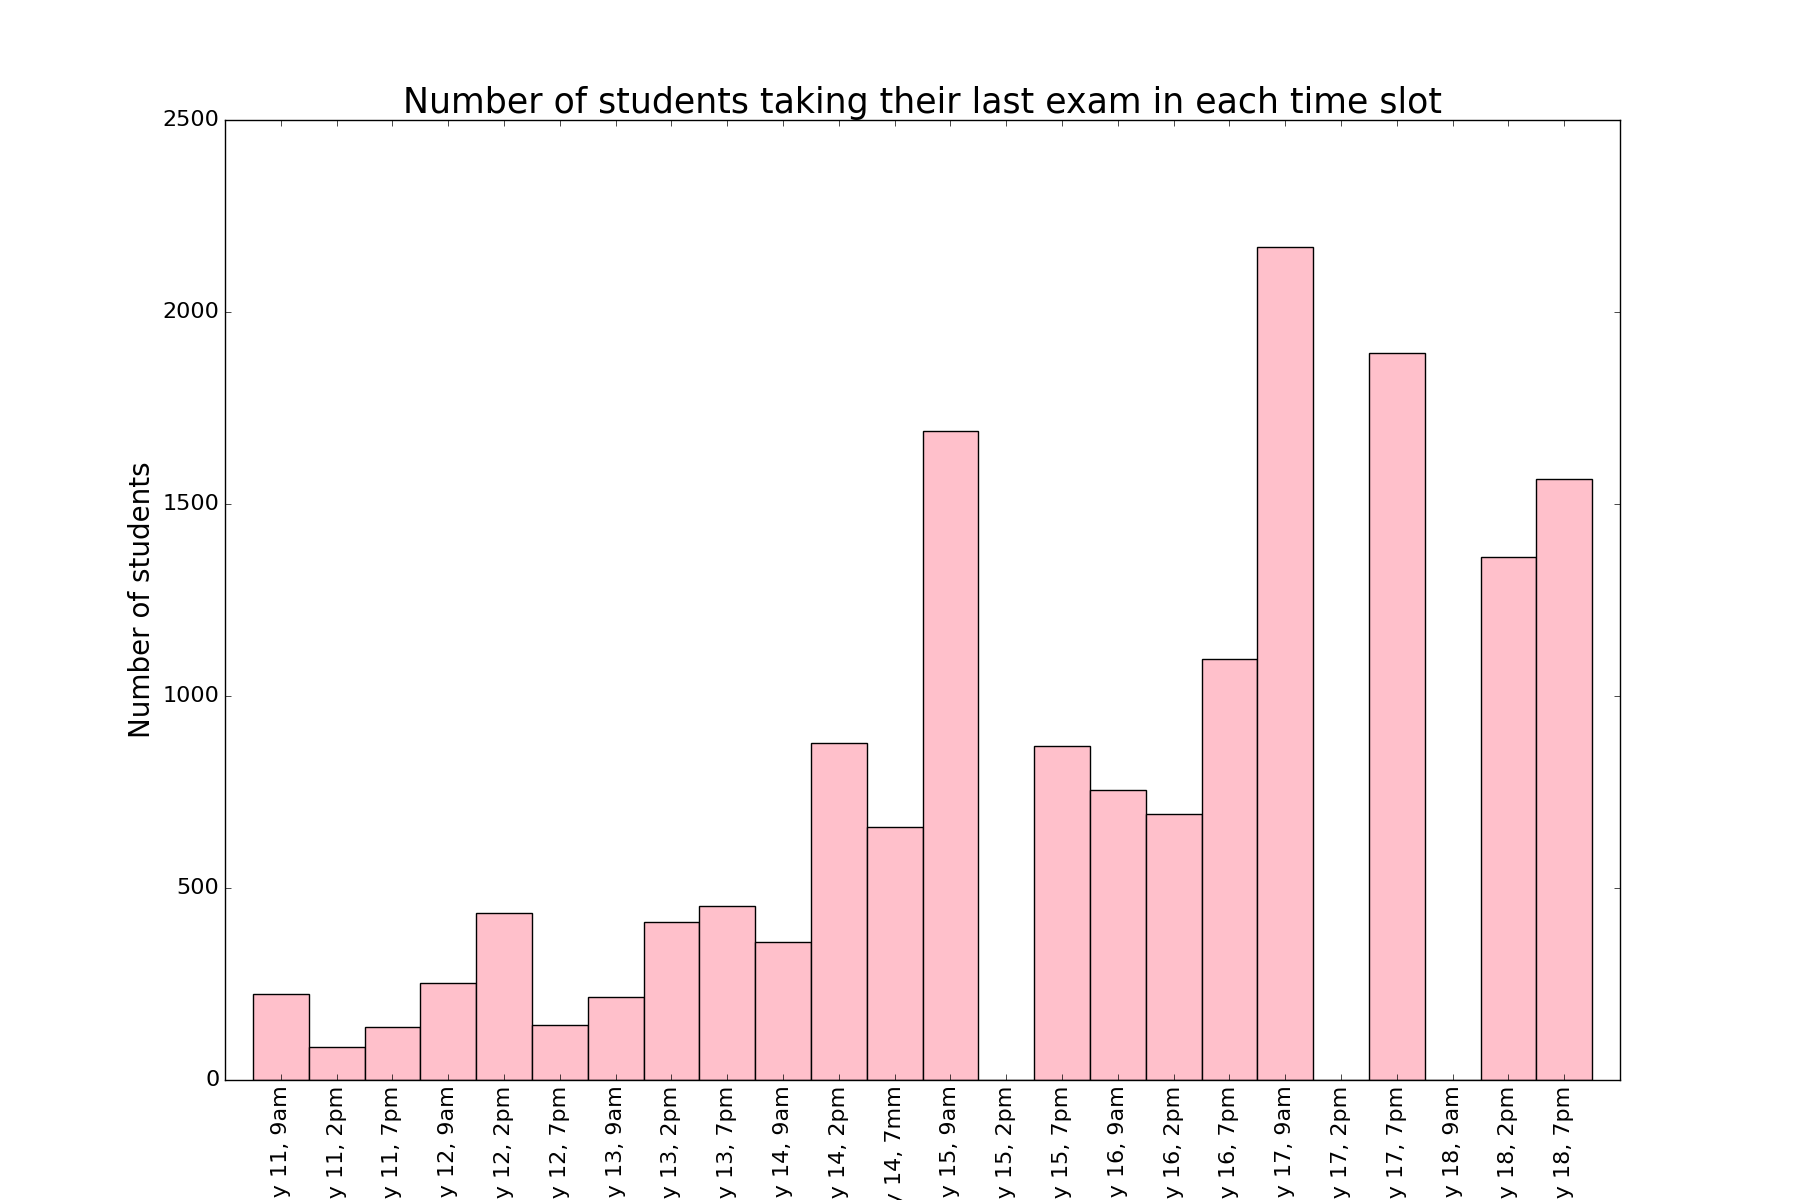 Number of students taking their last exam in each time slot
2500
2000
1500
1000
500
0
Number of students
y 11, 9am
y 11, 2pm
y 11, 7pm
y 12, 9am
y 12, 2pm
y 12, 7pm
y 13, 9am
y 13, 2pm
y 13, 7pm
y 14, 9am
y 14, 2pm
y 14, 7mm
y 15, 9am
y 15, 2pm
y 15, 7pm
y 16, 9am
y 16, 2pm
y 16, 7pm
y 17, 9am
y 17, 2pm
y 17, 7pm
y 18, 9am
y 18, 2pm
y 18, 7pm